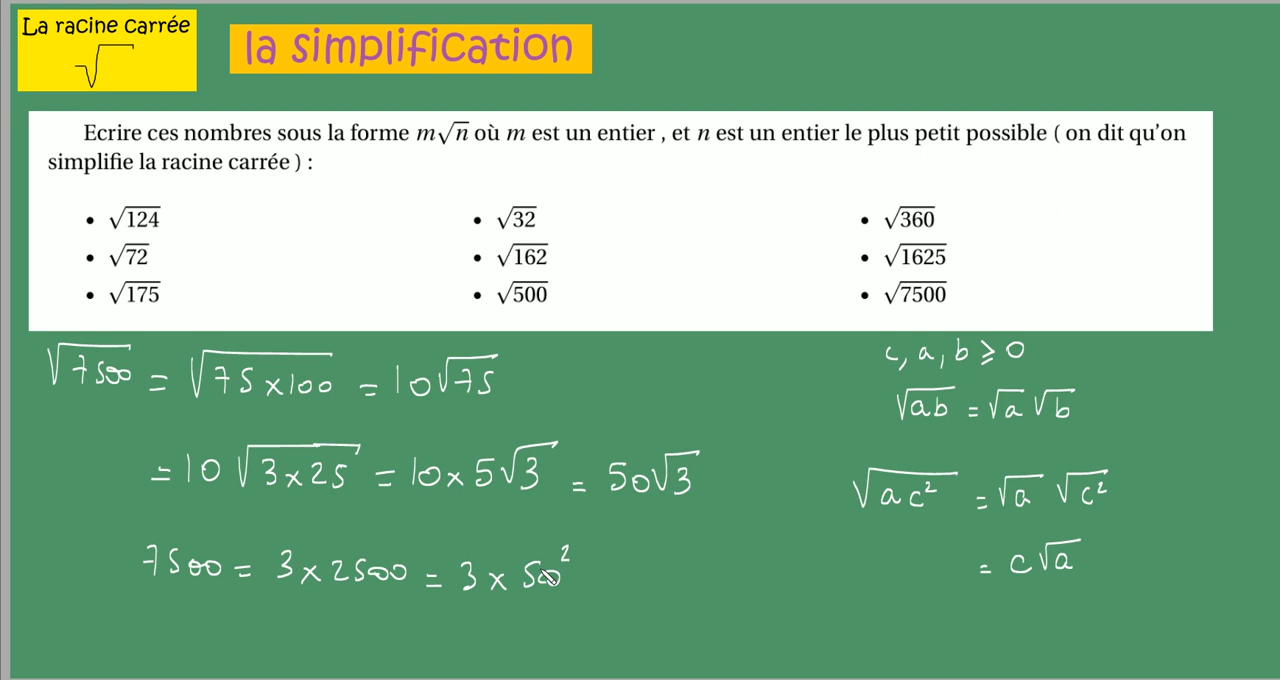 La racine carrée
√
la simplification
Ecrire ces nombres sous la forme m√n où m est un entier , et n est un entier le plus petit possible ( on dit qu'on
simplifie la racine carrée ) :
• √124
• √72
• √175
• √32
• √162
• √500
• √360
• √1625
• √7500
√7500 = √75×100 = 10√75
= 10√3×25 = 10×5√3 = 50√3
7500 = 3×2500 = 3×50²
c, a, b ⩾ 0
√ab = √a √b
√ac² = √a √c²
= c√a